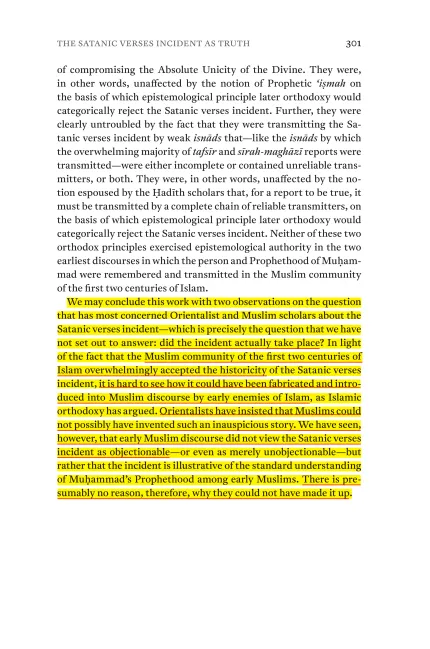 THE SATANIC VERSES INCIDENT AS TRUTH 301
of compromising the Absolute Unicity of the Divine. They were,
in other words, unaffected by the notion of Prophetic ‘iṣmah on
the basis of which epistemological principle later orthodoxy would
categorically reject the Satanic verses incident. Further, they were
clearly untroubled by the fact that they were transmitting the Sa-
tanic verses incident by weak isnāds that—like the isnāds by which
the overwhelming majority of tafsīr and sīrah-maghāzī reports were
transmitted—were either incomplete or contained unreliable trans-
mitters, or both. They were, in other words, unaffected by the no-
tion espoused by the Ḥadīth scholars that, for a report to be true, it
must be transmitted by a complete chain of reliable transmitters, on
the basis of which epistemological principle later orthodoxy would
categorically reject the Satanic verses incident. Neither of these two
orthodox principles exercised epistemological authority in the two
earliest discourses in which the person and Prophethood of Muḥam-
mad were remembered and transmitted in the Muslim community
of the first two centuries of Islam.
We may conclude this work with two observations on the question
that has most concerned Orientalist and Muslim scholars about the
Satanic verses incident—which is precisely the question that we have
not set out to answer: did the incident actually take place? In light
of the fact that the Muslim community of the first two centuries of
Islam overwhelmingly accepted the historicity of the Satanic verses
incident, it is hard to see how it could have been fabricated and intro-
duced into Muslim discourse by early enemies of Islam, as Islamic
orthodoxy has argued. Orientalists have insisted that Muslims could
not possibly have invented such an inauspicious story. We have seen,
however, that early Muslim discourse did not view the Satanic verses
incident as objectionable—or even as merely unobjectionable—but
rather that the incident is illustrative of the standard understanding
of Muḥammad’s Prophethood among early Muslims. There is pre-
sumably no reason, therefore, why they could not have made it up.